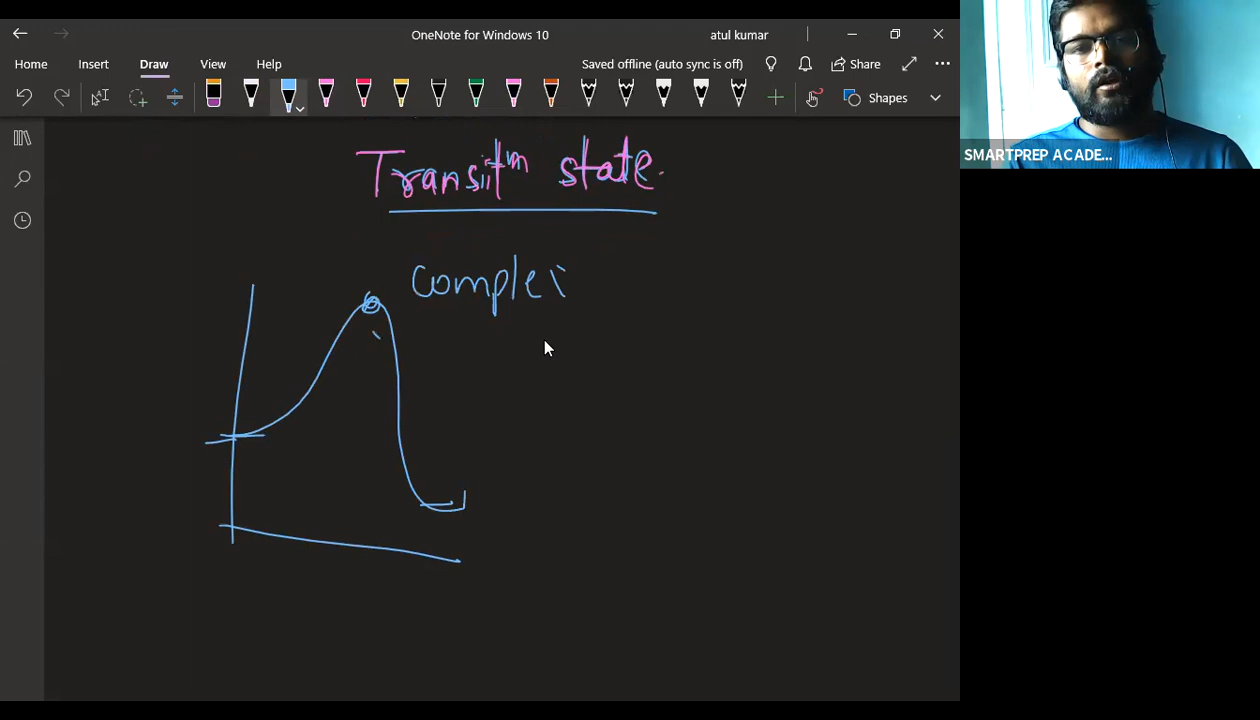 OneNote for Windows 10
atul kumar
Home Insert Draw View Help
Saved offline (auto sync is off)
Share
Shapes
SMARTPREP ACADE...
Transitn state.
Comple